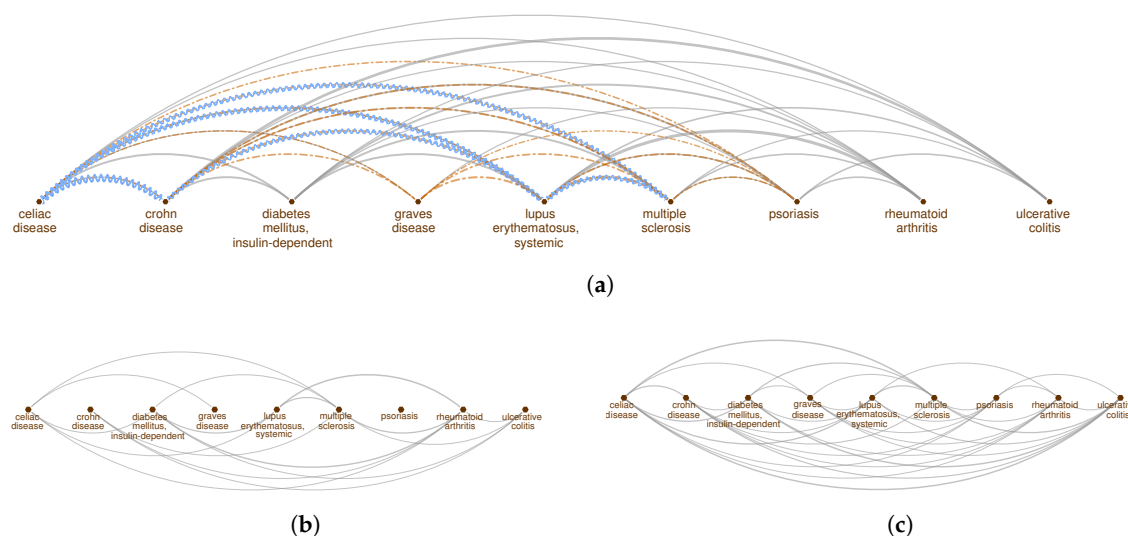 celiac
disease
crohn
disease
diabetes
mellitus,
insulin-dependent
graves
disease
lupus
erythematosus,
systemic
multiple
sclerosis
psoriasis
rheumatoid
arthritis
ulcerative
colitis
(a)
celiac
disease
crohn
disease
diabetes
mellitus,
insulin-dependent
graves
disease
lupus
erythematosus,
systemic
multiple
sclerosis
psoriasis
rheumatoid
arthritis
ulcerative
colitis
(b)
celiac
disease
crohn
disease
diabetes
mellitus,
insulin-dependent
graves
disease
lupus
erythematosus,
systemic
multiple
sclerosis
psoriasis
rheumatoid
arthritis
ulcerative
colitis
(c)